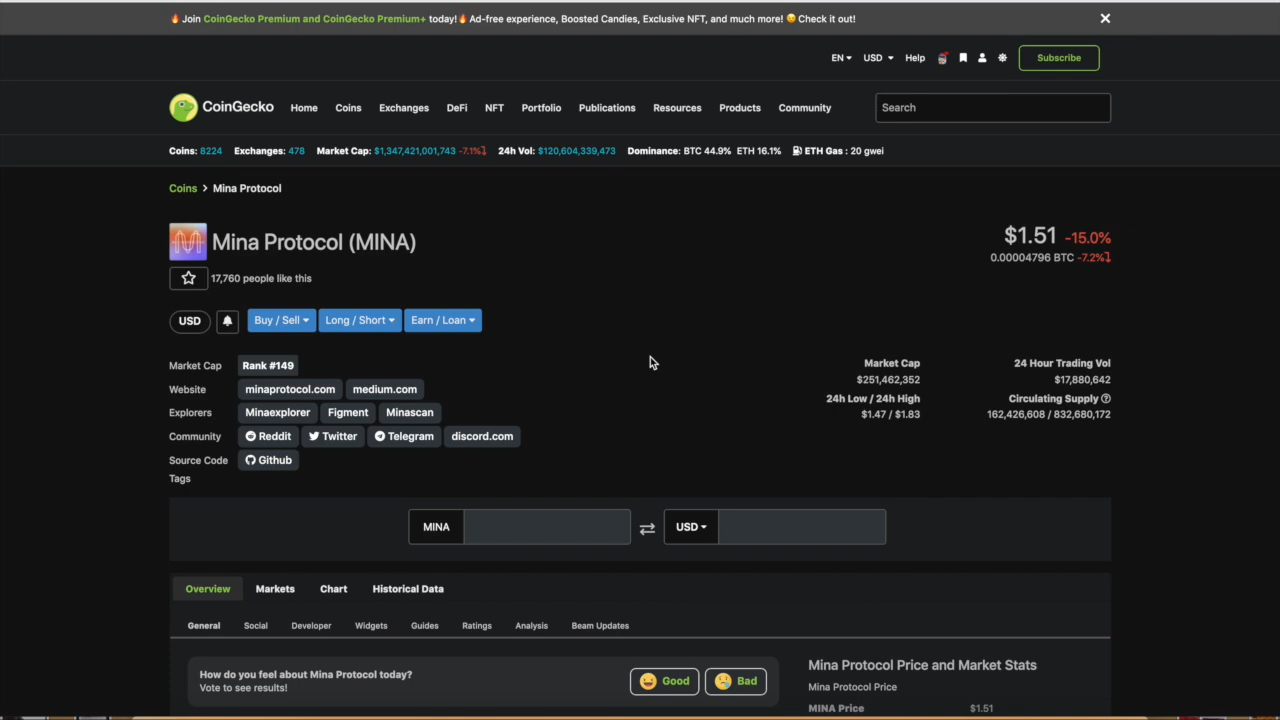 Join CoinGecko Premium and CoinGecko Premium+ today! Ad-free experience, Boosted Candies, Exclusive NFT, and much more! Check it out!
EN USD Help Subscribe
CoinGecko Home Coins Exchanges DeFi NFT Portfolio Publications Resources Products Community Search
Coins: 8224 Exchanges: 478 Market Cap: $1,347,421,001,743 -7.1% 24h Vol: $120,604,339,473 Dominance: BTC 44.9% ETH 16.1% ETH Gas : 20 gwei
Coins > Mina Protocol
Mina Protocol (MINA)
$1.51 -15.0%
0.00004796 BTC -7.2%
17,760 people like this
USD Buy / Sell Long / Short Earn / Loan
Market Cap Rank #149
Website minaprotocol.com medium.com
Explorers Minaexplorer Figment Minascan
Community Reddit Twitter Telegram discord.com
Source Code Github
Tags
Market Cap 24 Hour Trading Vol
$251,462,352 $17,880,642
24h Low / 24h High Circulating Supply
$1.47 / $1.83 162,426,608 / 832,680,172
MINA USD
Overview Markets Chart Historical Data
General Social Developer Widgets Guides Ratings Analysis Beam Updates
How do you feel about Mina Protocol today?
Vote to see results!
Good Bad
Mina Protocol Price and Market Stats
Mina Protocol Price
MINA Price $1.51